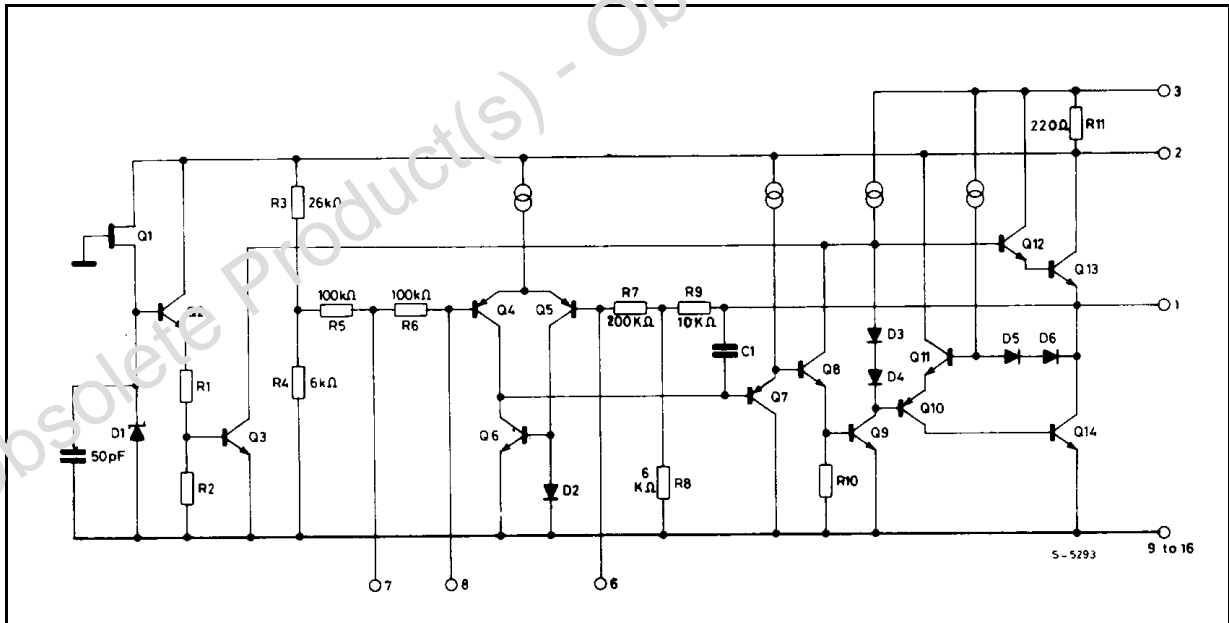 Obsolete Product(s) - Ob
3
220Ω R11
2
R3 26kΩ
Q1
Q12
Q2
Q13
100kΩ 100kΩ
R5 R6
Q4 Q5
R7 R9
200KΩ 10KΩ
1
C1
D3 D5 D6
Q11
R1
R4 6kΩ
Q8
D4
Q7
Q10
D1
Q3
Q6
Q9
Q14
50pF
R2
D2
6
KΩ R8
R10
S-5293
9 to 16
7 8 6